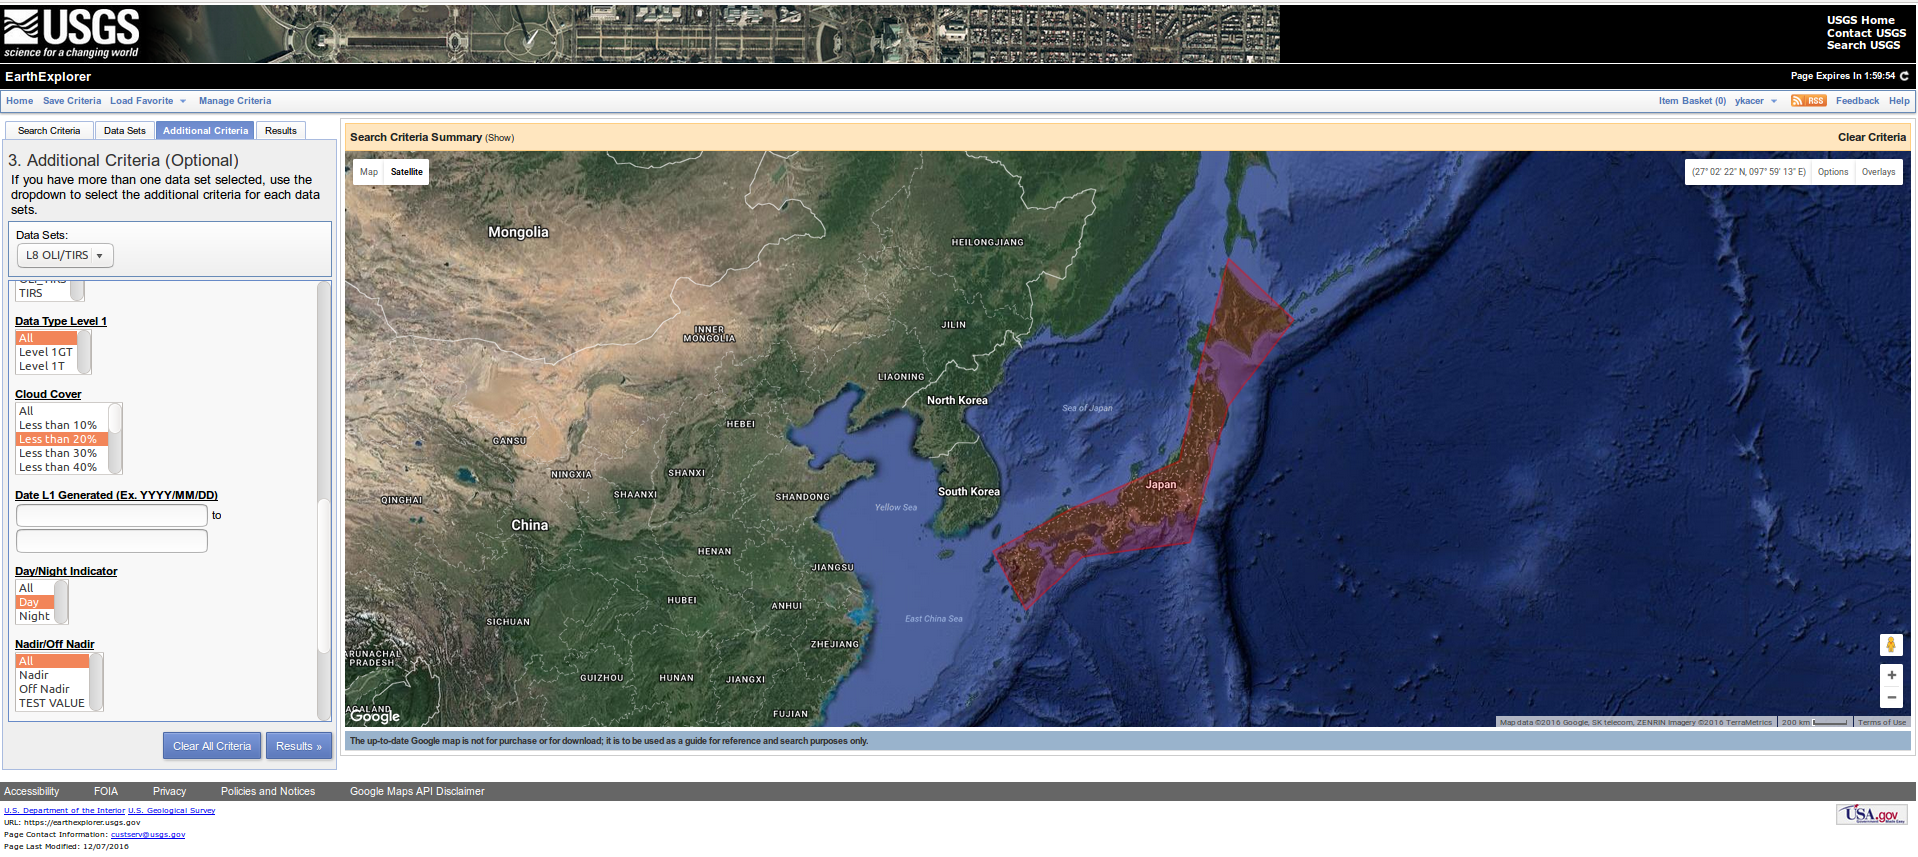 USGS
science for a changing world
USGS Home
Contact USGS
Search USGS
EarthExplorer
Page Expires In 1:59:54
Home Save Criteria Load Favorite Manage Criteria
Item Basket (0) ykacer RSS Feedback Help
Search Criteria Data Sets Additional Criteria Results
3. Additional Criteria (Optional)
If you have more than one data set selected, use the
dropdown to select the additional criteria for each data
sets.
Data Sets:
L8 OLI/TIRS
OLI_TIRS
TIRS
Data Type Level 1
All
Level 1GT
Level 1T
Cloud Cover
All
Less than 10%
Less than 20%
Less than 30%
Less than 40%
Date L1 Generated (Ex. YYYY/MM/DD)
to
Day/Night Indicator
All
Day
Night
Nadir/Off Nadir
All
Nadir
Off Nadir
TEST VALUE
Clear All Criteria Results »
Search Criteria Summary (Show)
Clear Criteria
Map Satellite
(27° 02' 22" N, 097° 59' 13" E) Options Overlays
Mongolia
HEILONGJIANG
JILIN
INNER
MONGOLIA
LIAONING
North Korea
Sea of Japan
HEBEI
GANSU
NINGXIA
SHANXI
Japan
South Korea
SHAANXI
SHANDONG
QINGHAI
Yellow Sea
China
HENAN
JIANGSU
HUBEI
ANHUI
SICHUAN
East China Sea
ZHEJIANG
ARUNACHAL
PRADESH
GUIZHOU
HUNAN
JIANGXI
AGALAND
FUJIAN
Google
Map data ©2016 Google, SK telecom, ZENRIN Imagery ©2016 TerraMetrics 200 km Terms of Use
The up-to-date Google map is not for purchase or for download; it is to be used as a guide for reference and search purposes only.
Accessibility FOIA Privacy Policies and Notices Google Maps API Disclaimer
U.S. Department of the Interior U.S. Geological Survey
URL: https://earthexplorer.usgs.gov
Page Contact Information: custserv@usgs.gov
Page Last Modified: 12/07/2016
USA.gov